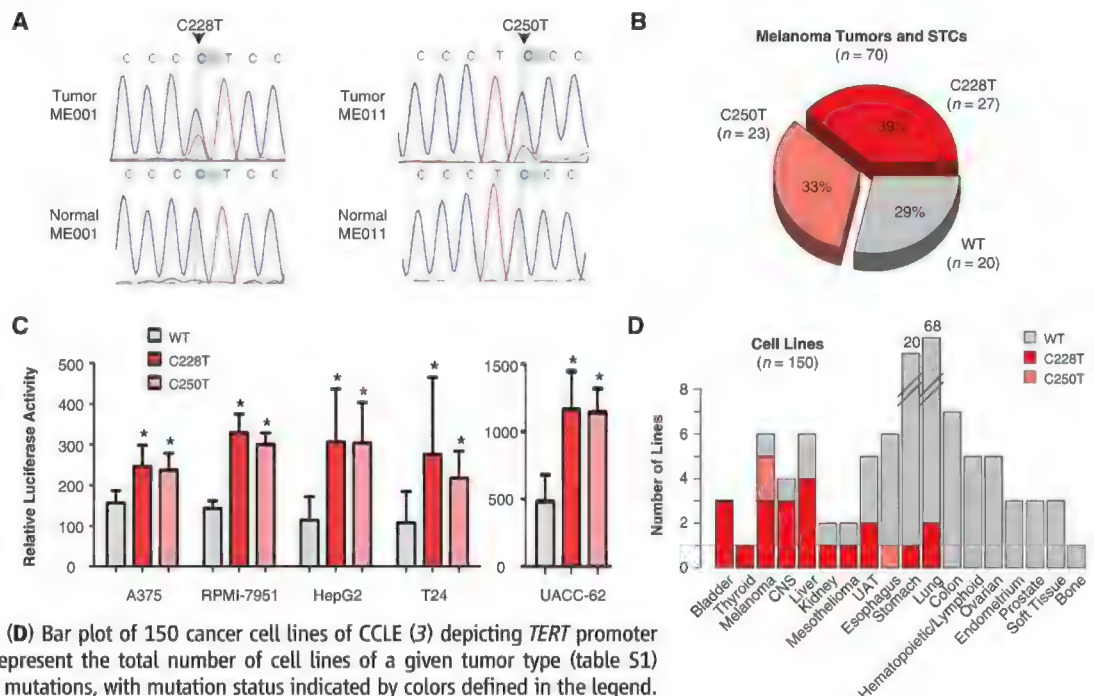 A
C228T
C C C C T C C
Tumor
ME001
C C C C T C C
Normal
ME001
C250T
C C C T C C C
Tumor
ME011
C C C T C C C
Normal
ME011
B
Melanoma Tumors and STCs
(n = 70)
C228T
(n = 27)
39%
C250T
(n = 23)
33%
29%
WT
(n = 20)
C
WT
C228T
C250T
Relative Luciferase Activity
500
400
300
200
100
0
* * * * * * * *
A375 RPMI-7951 HepG2 T24
1500
1000
500
0
* *
UACC-62
D
Cell Lines
(n = 150)
WT
C228T
C250T
20
68
Number of Lines
8
6
4
2
0
Bladder
Thyroid
Melanoma
CNS
Liver
Kidney
Mesothelioma
UAT
Esophagus
Stomach
Lung
Colon
Hematopoietic/Lymphoid
Ovarian
Endometrium
Prostate
Soft Tissue
Bone
(D) Bar plot of 150 cancer cell lines of CCLE (3) depicting TERT promoter
epresent the total number of cell lines of a given tumor type (table S1)
mutations, with mutation status indicated by colors defined in the legend.